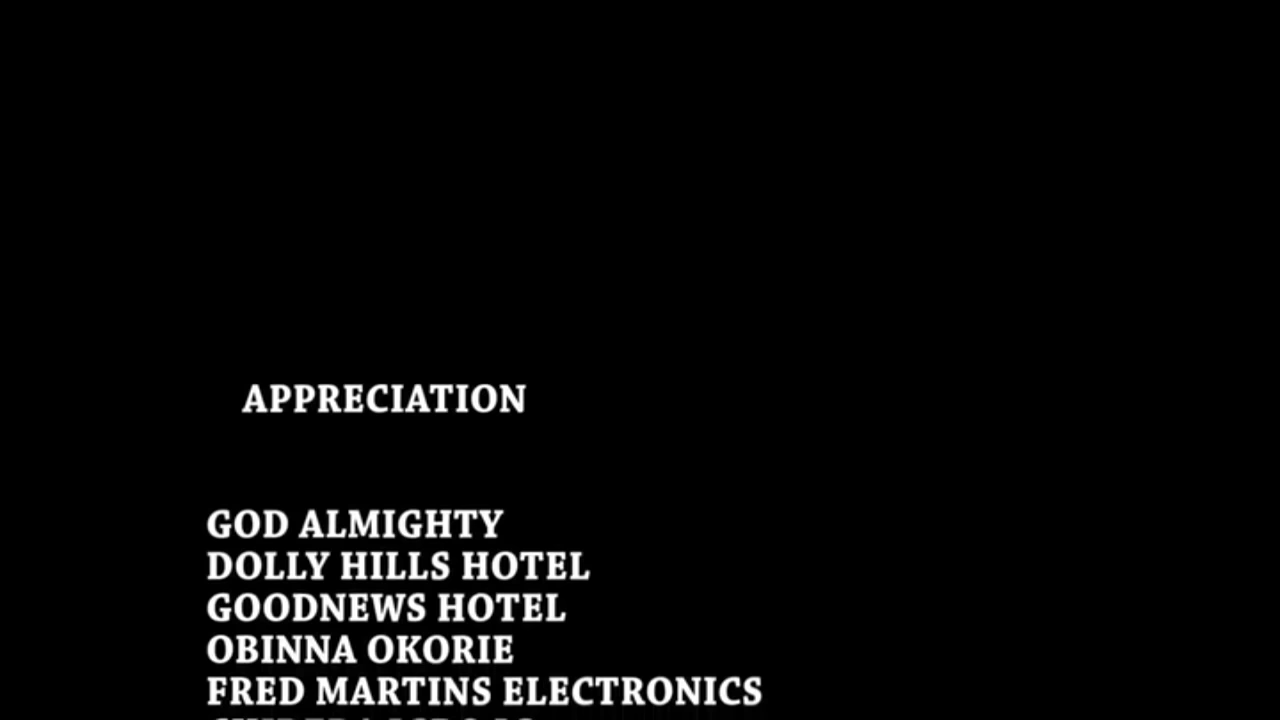 APPRECIATION
GOD ALMIGHTY
DOLLY HILLS HOTEL
GOODNEWS HOTEL
OBINNA OKORIE
FRED MARTINS ELECTRONICS